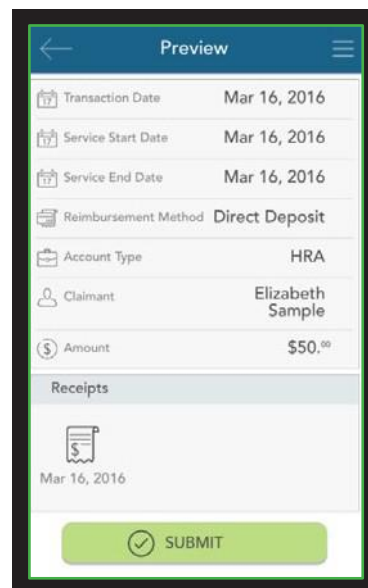 Preview
Transaction Date Mar 16, 2016
Service Start Date Mar 16, 2016
Service End Date Mar 16, 2016
Reimbursement Method Direct Deposit
Account Type HRA
Claimant Elizabeth
Sample
Amount $50.00
Receipts
Mar 16, 2016
SUBMIT